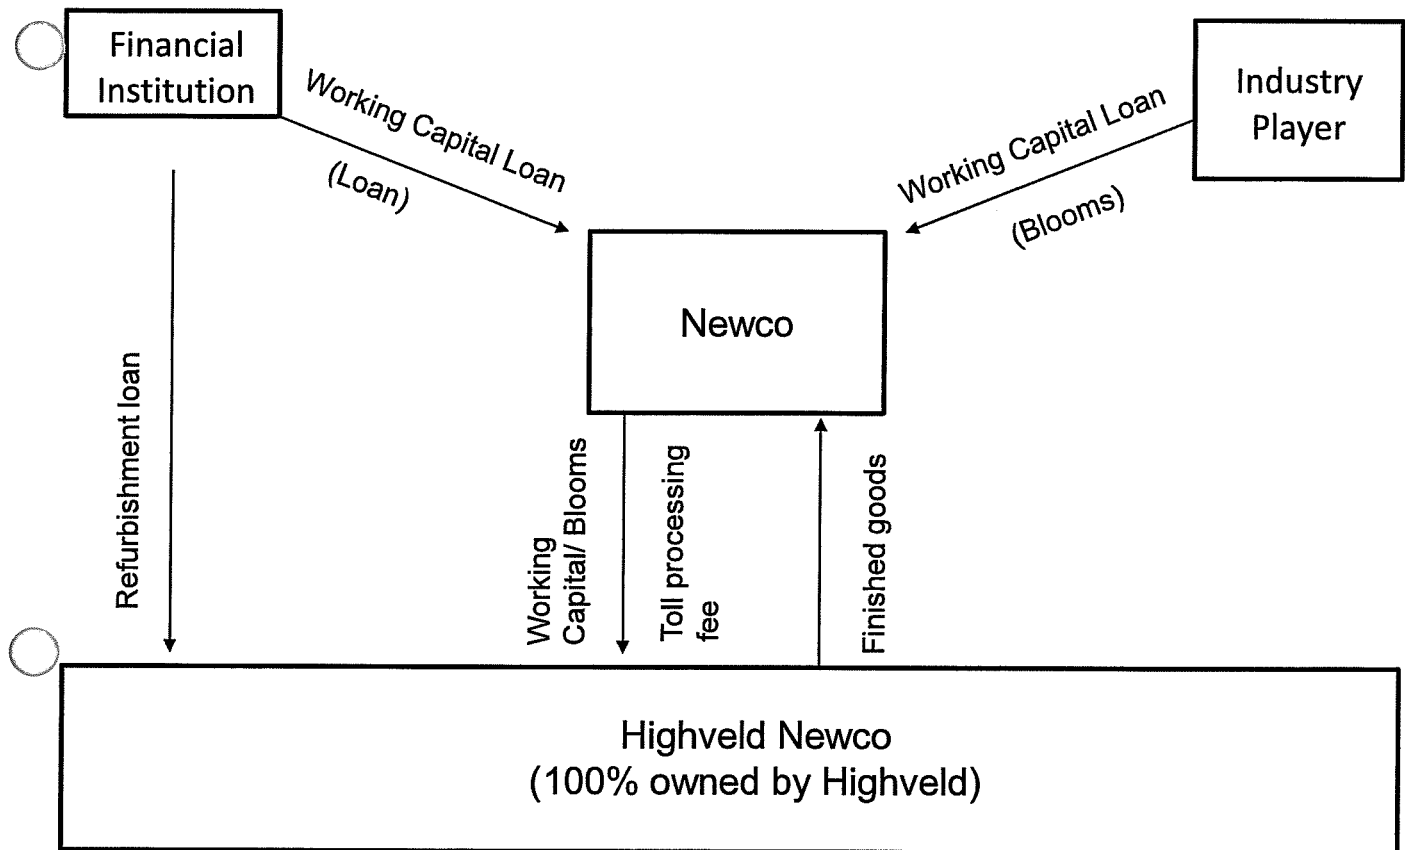 Financial
Institution
Industry
Player
Working Capital Loan
(Loan)
Working Capital Loan
(Blooms)
Newco
Refurbishment loan
Working
Capital/ Blooms
Toll processing
fee
Finished goods
Highveld Newco
(100% owned by Highveld)